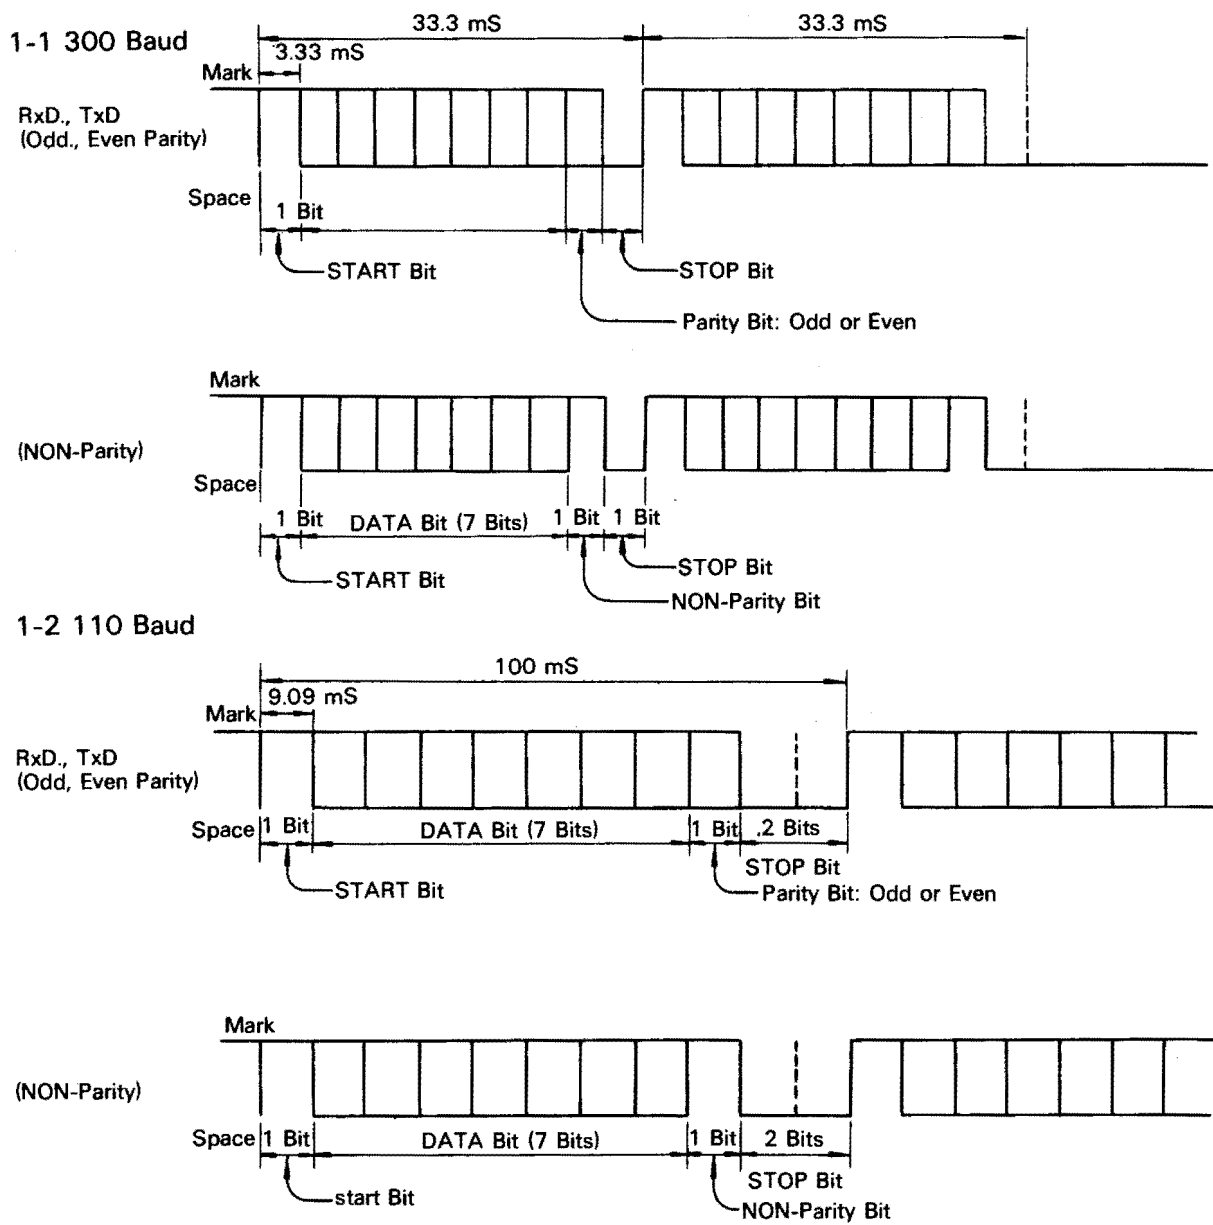 1-1 300 Baud
33.3 mS
33.3 mS
3.33 mS
Mark
RxD., TxD
(Odd., Even Parity)
Space
1 Bit
START Bit
STOP Bit
Parity Bit: Odd or Even
Mark
(NON-Parity)
Space
1 Bit
DATA Bit (7 Bits)
1 Bit
1 Bit
START Bit
STOP Bit
NON-Parity Bit
1-2 110 Baud
100 mS
9.09 mS
Mark
RxD., TxD
(Odd, Even Parity)
Space
1 Bit
DATA Bit (7 Bits)
1 Bit
.2 Bits
STOP Bit
START Bit
Parity Bit: Odd or Even
Mark
(NON-Parity)
Space
1 Bit
DATA Bit (7 Bits)
1 Bit
2 Bits
STOP Bit
start Bit
NON-Parity Bit